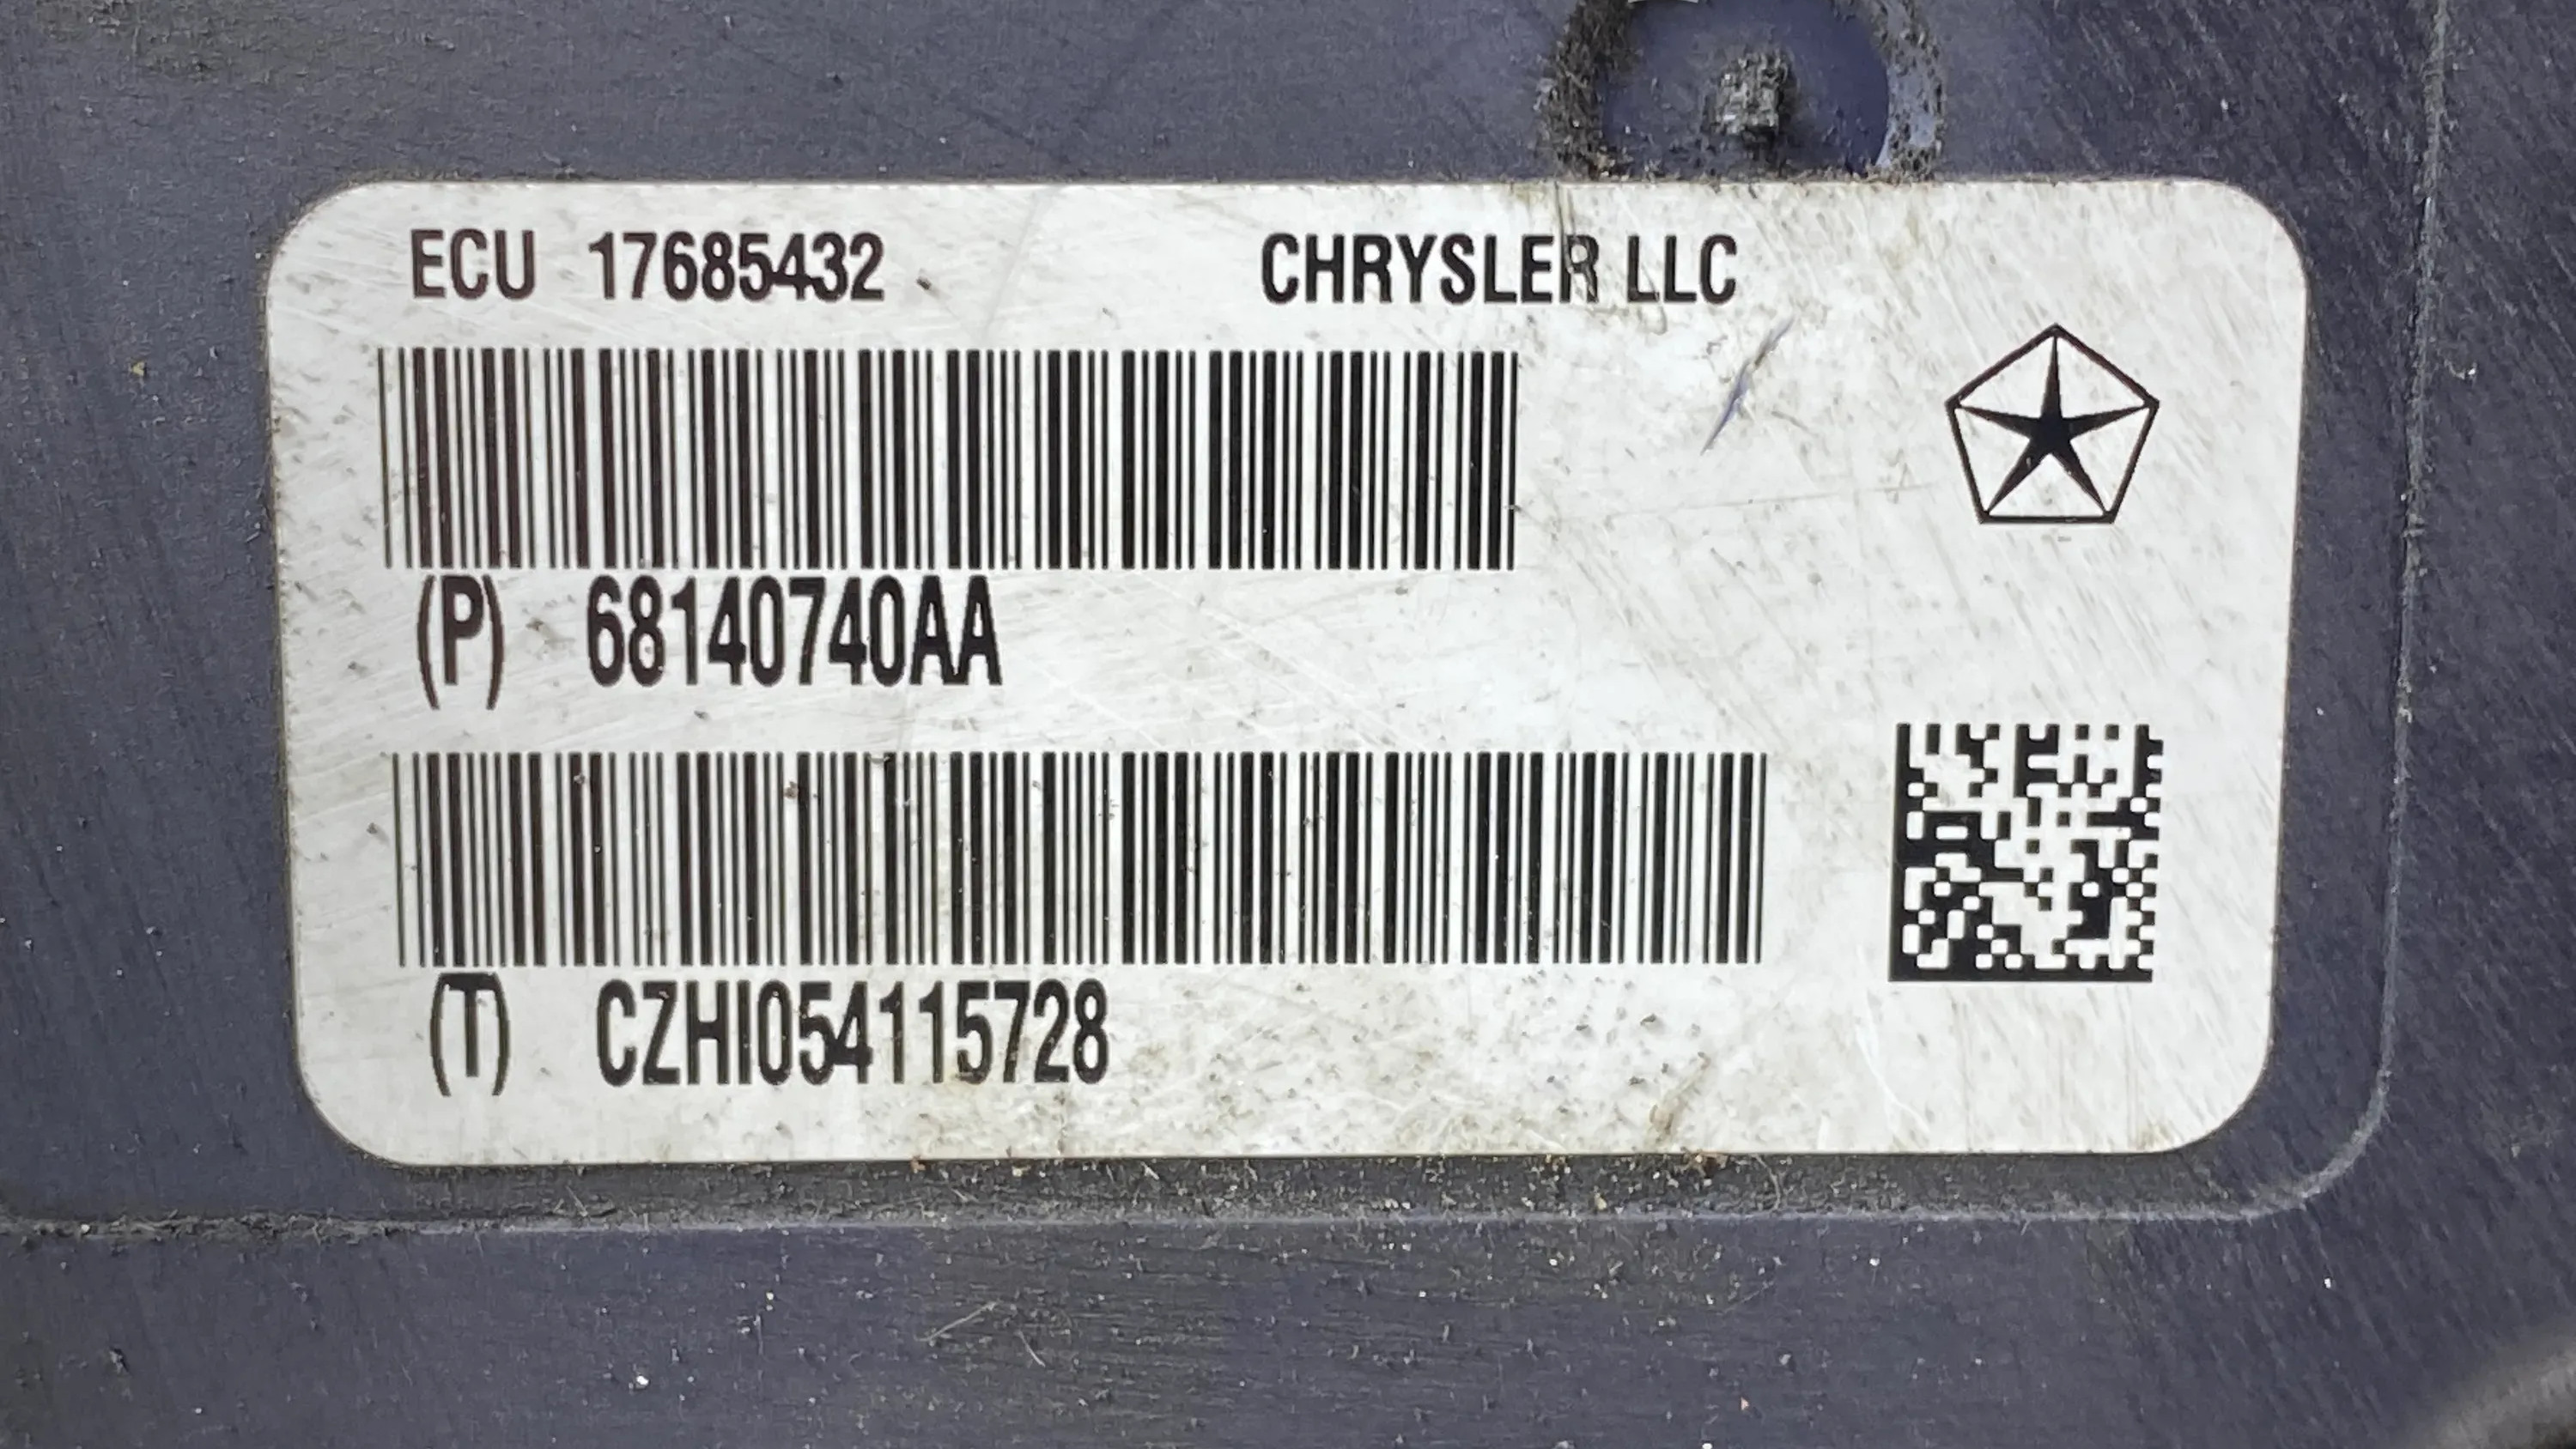 ECU 17685432 CHRYSLER LLC
(P) 68140740AA
(T) CZHI054115728